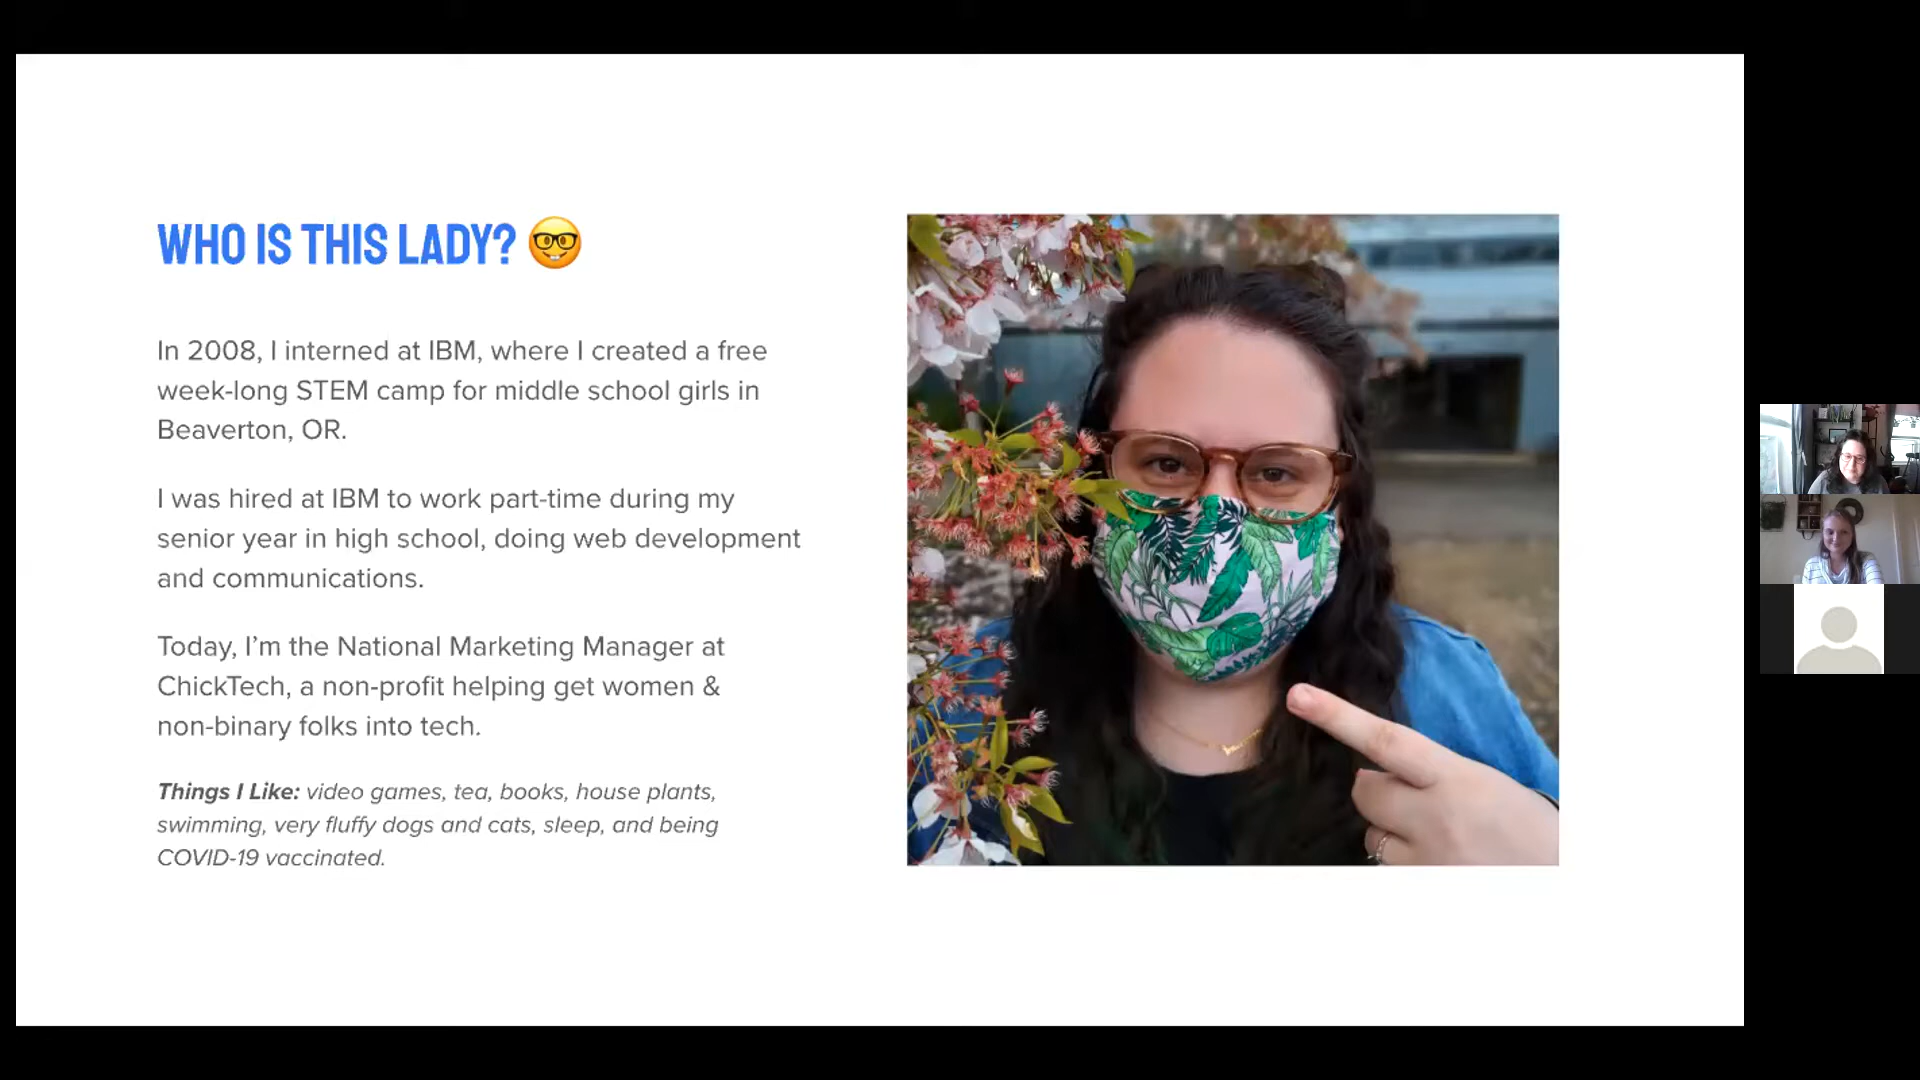 WHO IS THIS LADY? 🤓
In 2008, I interned at IBM, where I created a free
week-long STEM camp for middle school girls in
Beaverton, OR.
I was hired at IBM to work part-time during my
senior year in high school, doing web development
and communications.
Today, I’m the National Marketing Manager at
ChickTech, a non-profit helping get women &
non-binary folks into tech.
Things I Like: video games, tea, books, house plants,
swimming, very fluffy dogs and cats, sleep, and being
COVID-19 vaccinated.